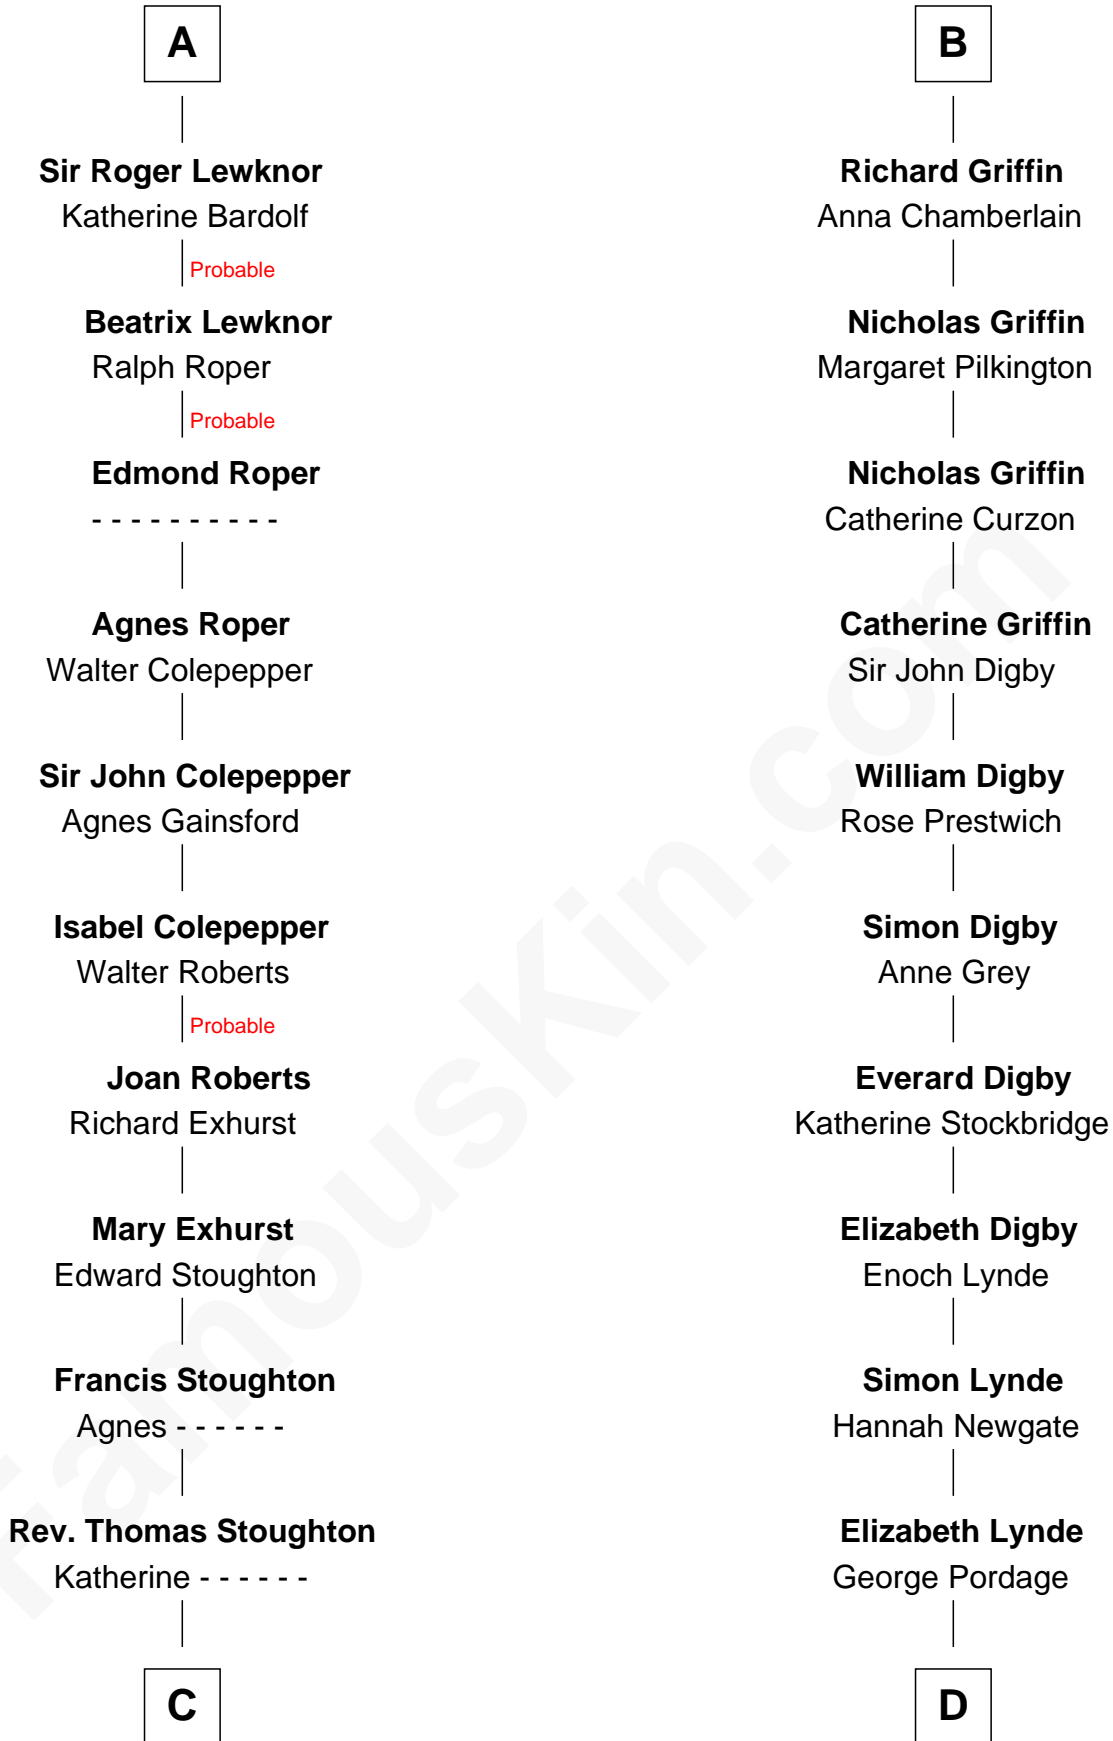 A
Sir Roger Lewknor
Katherine Bardolf
Probable
Beatrix Lewknor
Ralph Roper
Probable
Edmond Roper
- - - - - - - - - -
Agnes Roper
Walter Colepepper
Sir John Colepepper
Agnes Gainsford
Isabel Colepepper
Walter Roberts
Probable
Joan Roberts
Richard Exhurst
Mary Exhurst
Edward Stoughton
Francis Stoughton
Agnes - - - - - -
Rev. Thomas Stoughton
Katherine - - - - - -
C
B
Richard Griffin
Anna Chamberlain
Nicholas Griffin
Margaret Pilkington
Nicholas Griffin
Catherine Curzon
Catherine Griffin
Sir John Digby
William Digby
Rose Prestwich
Simon Digby
Anne Grey
Everard Digby
Katherine Stockbridge
Elizabeth Digby
Enoch Lynde
Simon Lynde
Hannah Newgate
Elizabeth Lynde
George Pordage
D
FamousKin.com